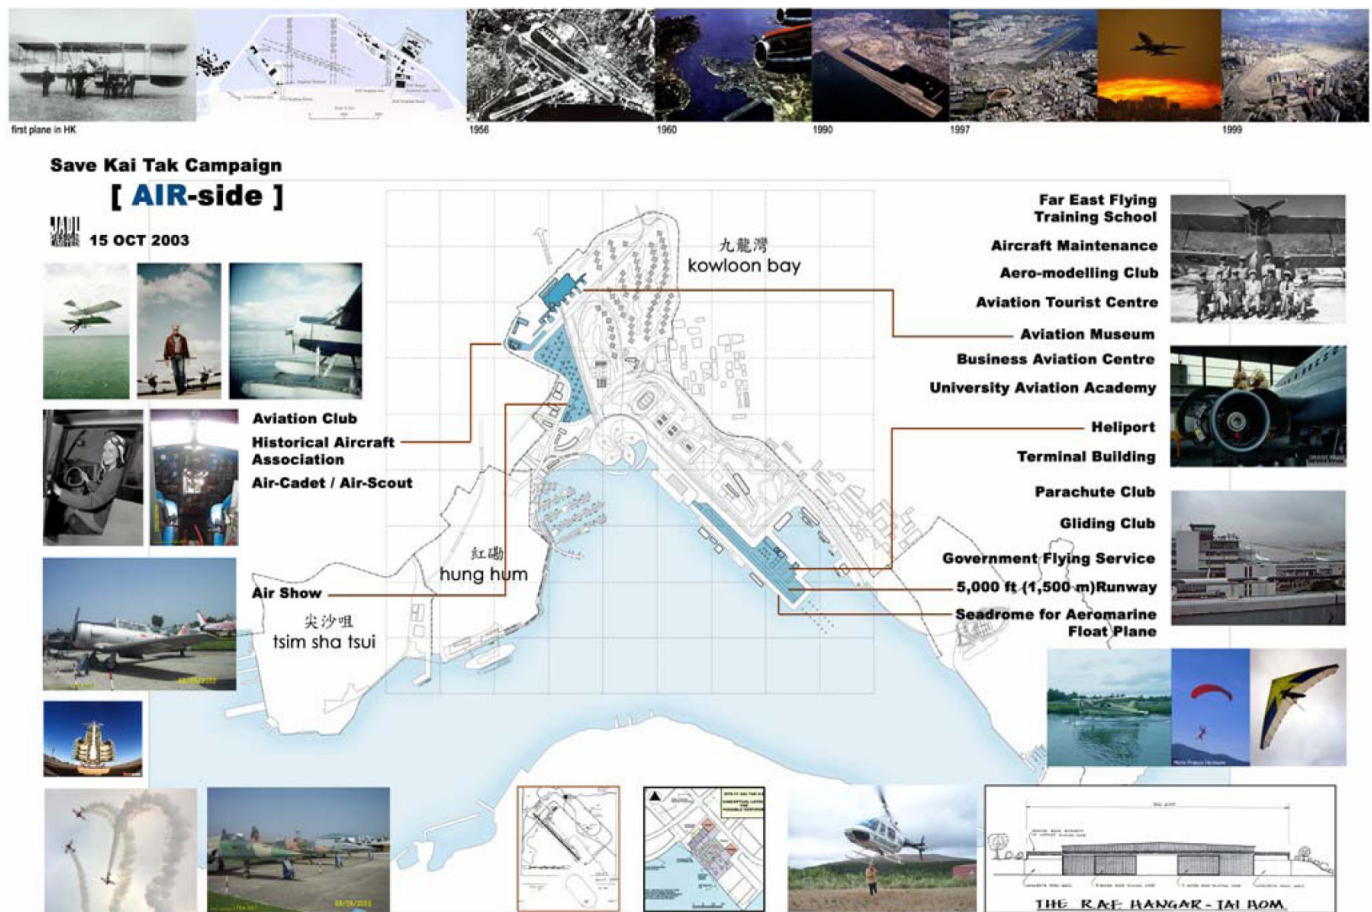 first plane in HK
1956
1960
1990
1997
1999
Save Kai Tak Campaign
[ AIR-side ]
15 OCT 2003
九龍灣
kowloon bay
紅磡
hung hum
尖沙咀
tsim sha tsui
Aviation Club
Historical Aircraft
Association
Air-Cadet / Air-Scout
Air Show
Far East Flying
Training School
Aircraft Maintenance
Aero-modelling Club
Aviation Tourist Centre
Aviation Museum
Business Aviation Centre
University Aviation Academy
Heliport
Terminal Building
Parachute Club
Gliding Club
Government Flying Service
5,000 ft (1,500 m)Runway
Seadrome for Aeromarine
Float Plane
THE R.A.F. HANGAR - TAI HOM.